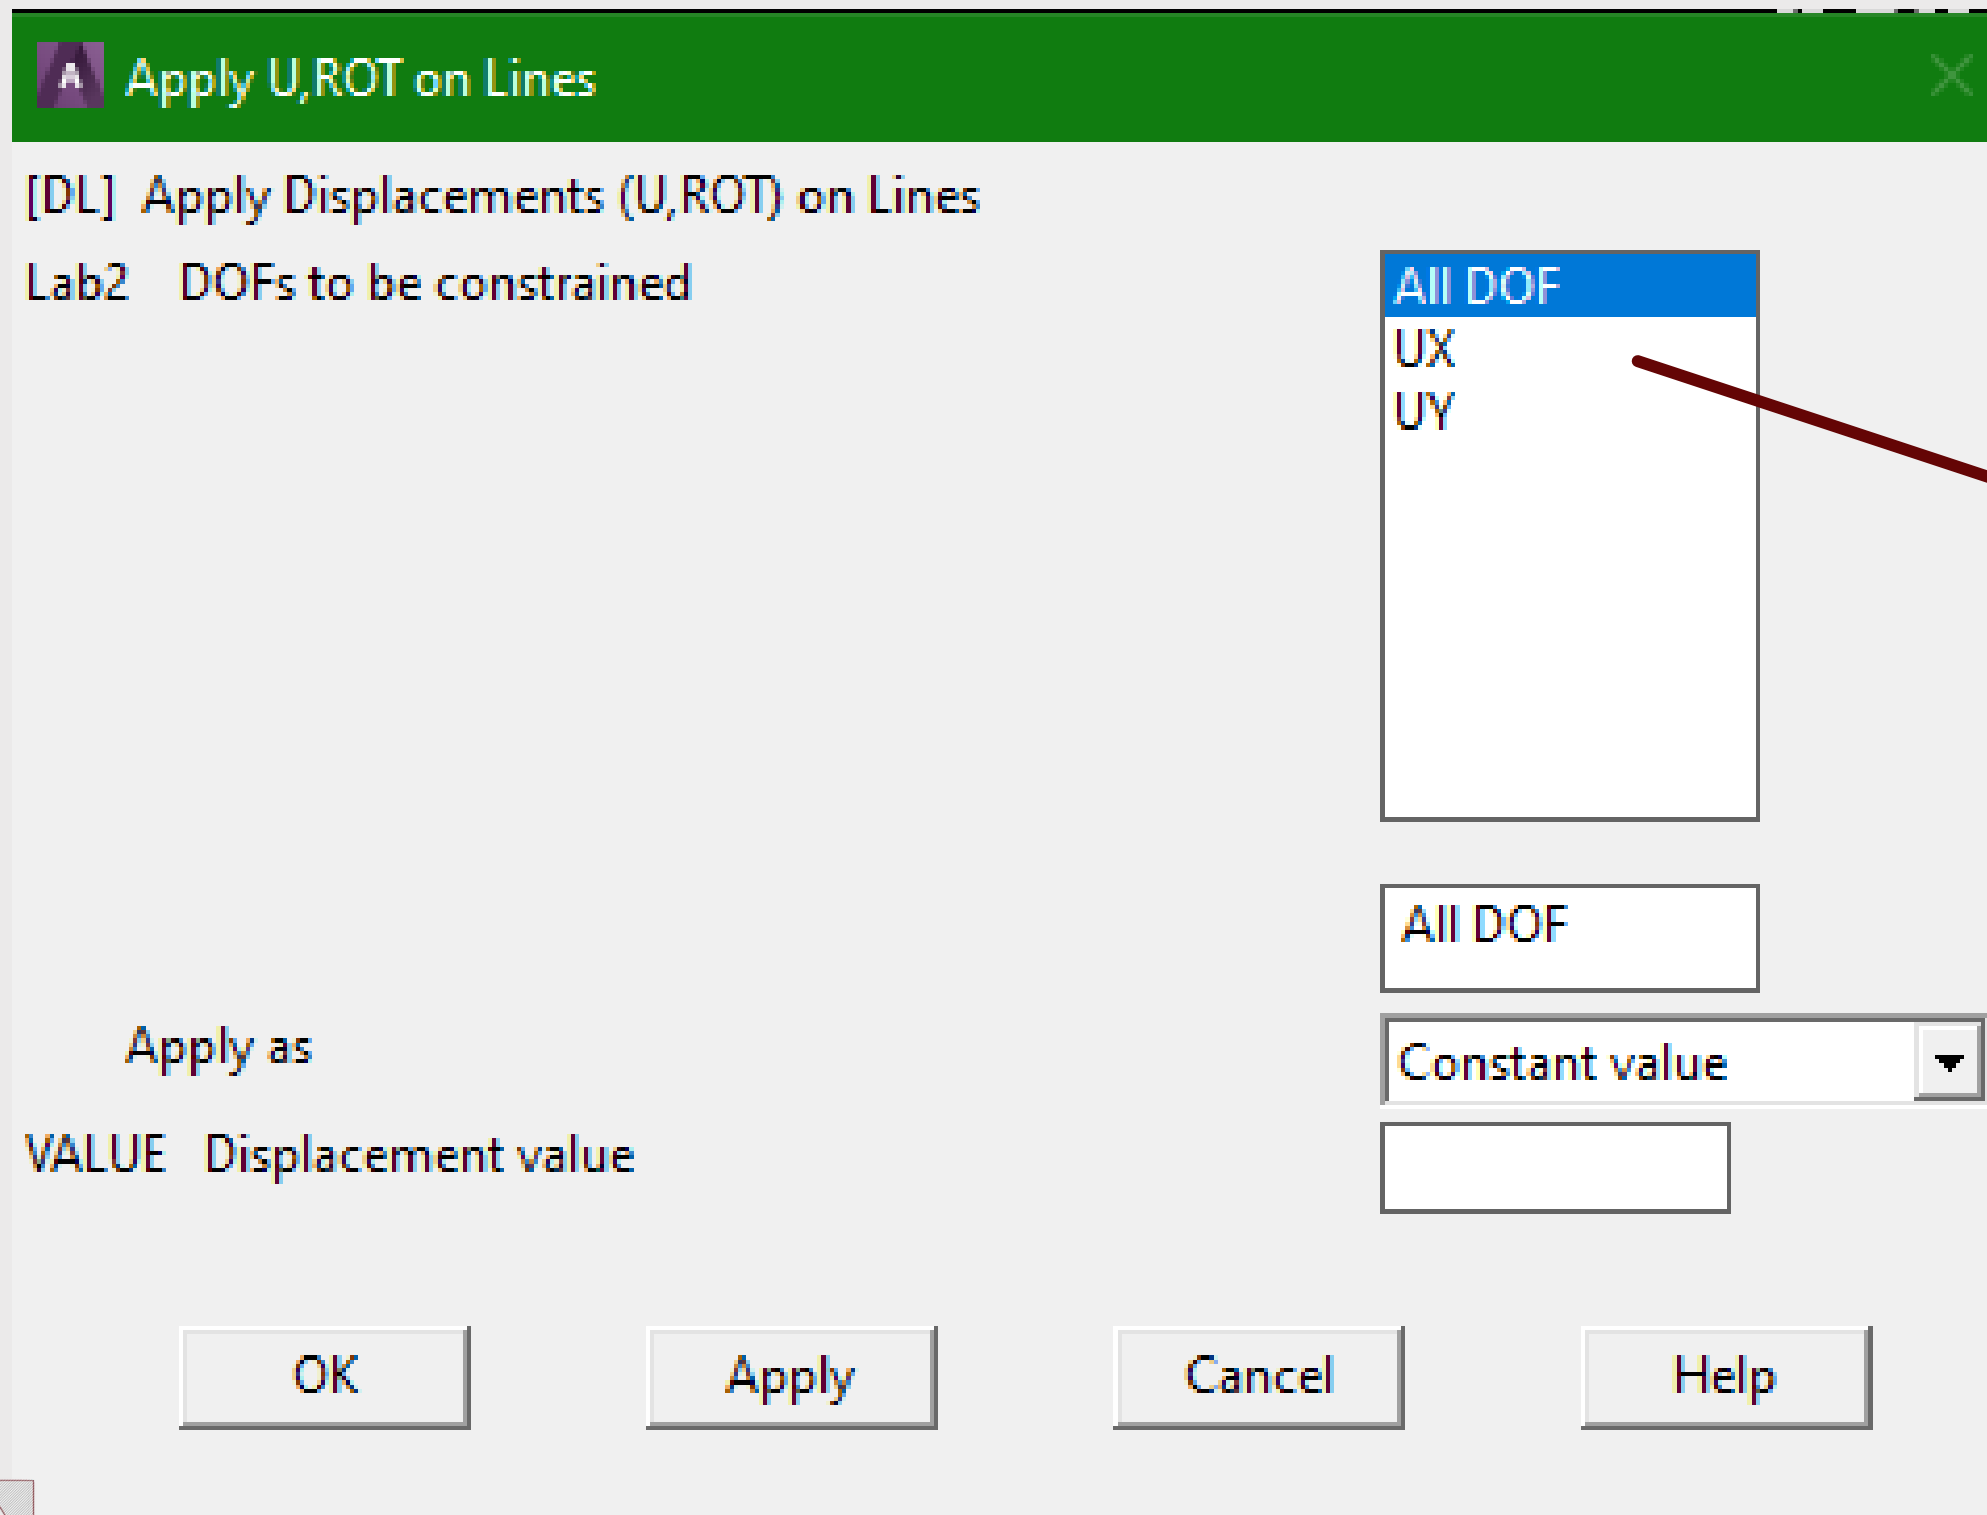 A Apply U,ROT on Lines
[DL] Apply Displacements (U,ROT) on Lines
Lab2 DOFs to be constrained
All DOF
UX
UY
All DOF
Apply as
Constant value
VALUE Displacement value
OK
Apply
Cancel
Help